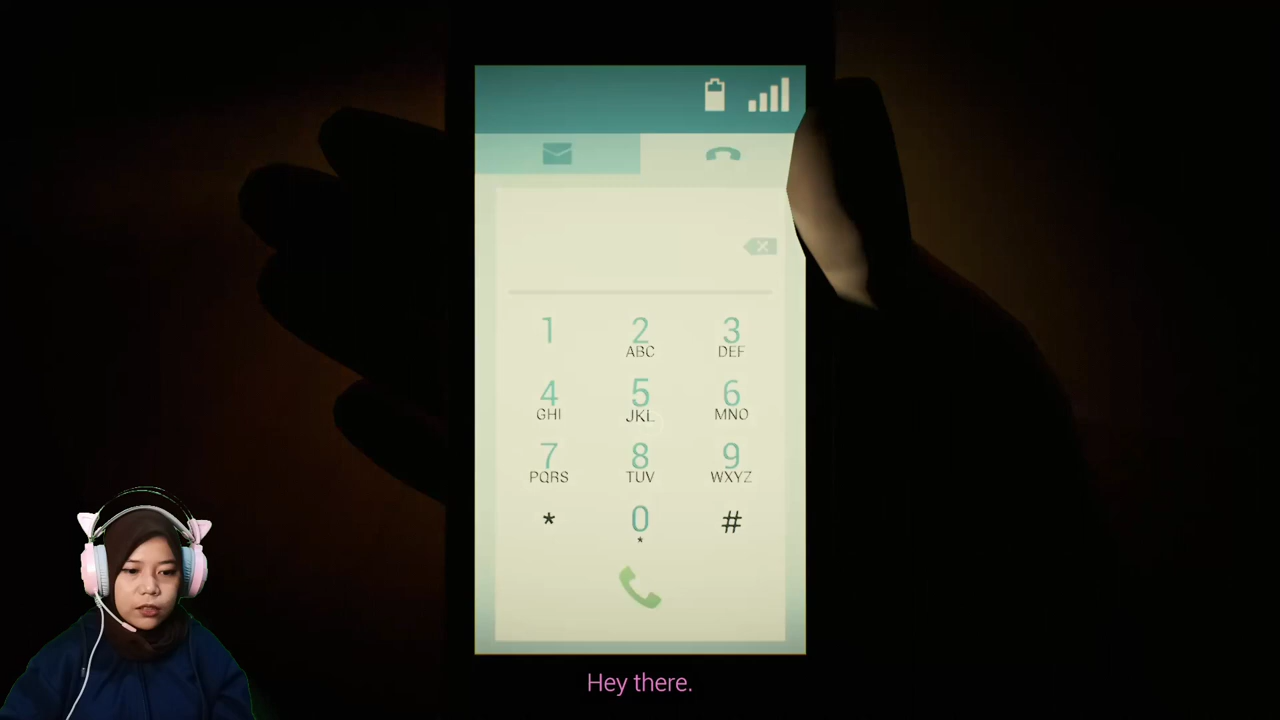 1 2 3
ABC DEF
4 5 6
GHI JKL MNO
7 8 9
PQRS TUV WXYZ
* 0 #
*
Hey there.